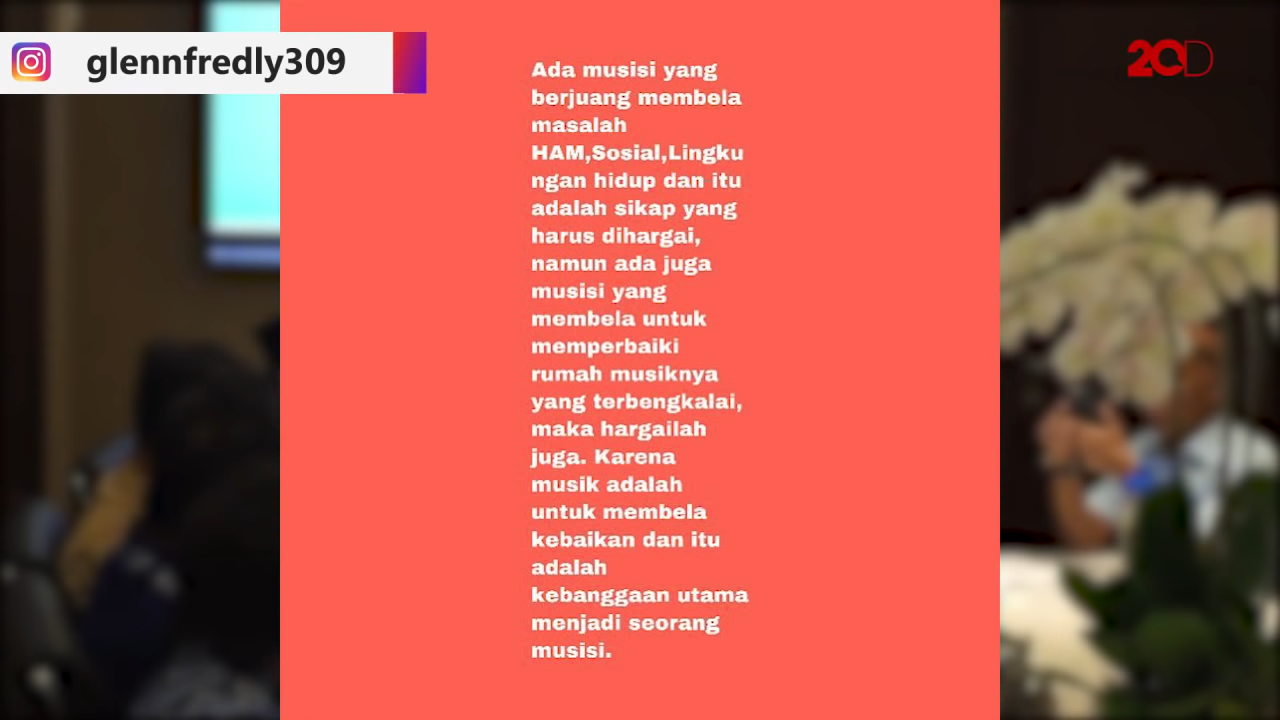 glennfredly309
20D
Ada musisi yang
berjuang membela
masalah
HAM,Sosial,Lingku
ngan hidup dan itu
adalah sikap yang
harus dihargai,
namun ada juga
musisi yang
membela untuk
memperbaiki
rumah musiknya
yang terbengkalai,
maka hargailah
juga. Karena
musik adalah
untuk membela
kebaikan dan itu
adalah
kebanggaan utama
menjadi seorang
musisi.